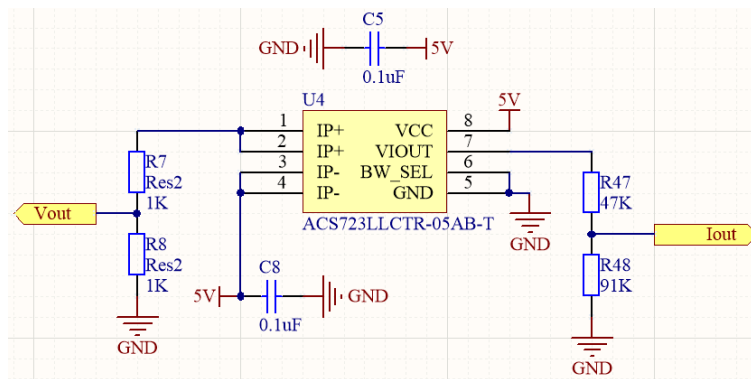 C5
GND
5V
0.1uF
U4
5V
1
IP+
VCC
8
2
IP+
VIOUT
7
3
IP-
BW_SEL
6
4
IP-
GND
5
ACS723LLCTR-05AB-T
GND
R7
Res2
1K
Vout
R8
Res2
1K
GND
5V
C8
0.1uF
GND
R47
47K
Iout
R48
91K
GND